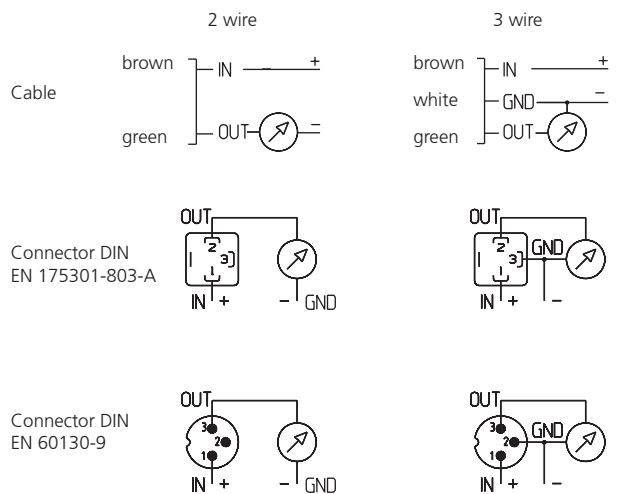 2 wire 3 wire
brown IN – + brown IN +
Cable white GND –
green OUT – green OUT
OUT OUT
2 2
Connector DIN 3 3 GND
EN 175301-803-A 1 1
IN + – GND IN + –
OUT OUT
3 3
Connector DIN 2 2 GND
EN 60130-9 1 1
IN + – GND IN + –